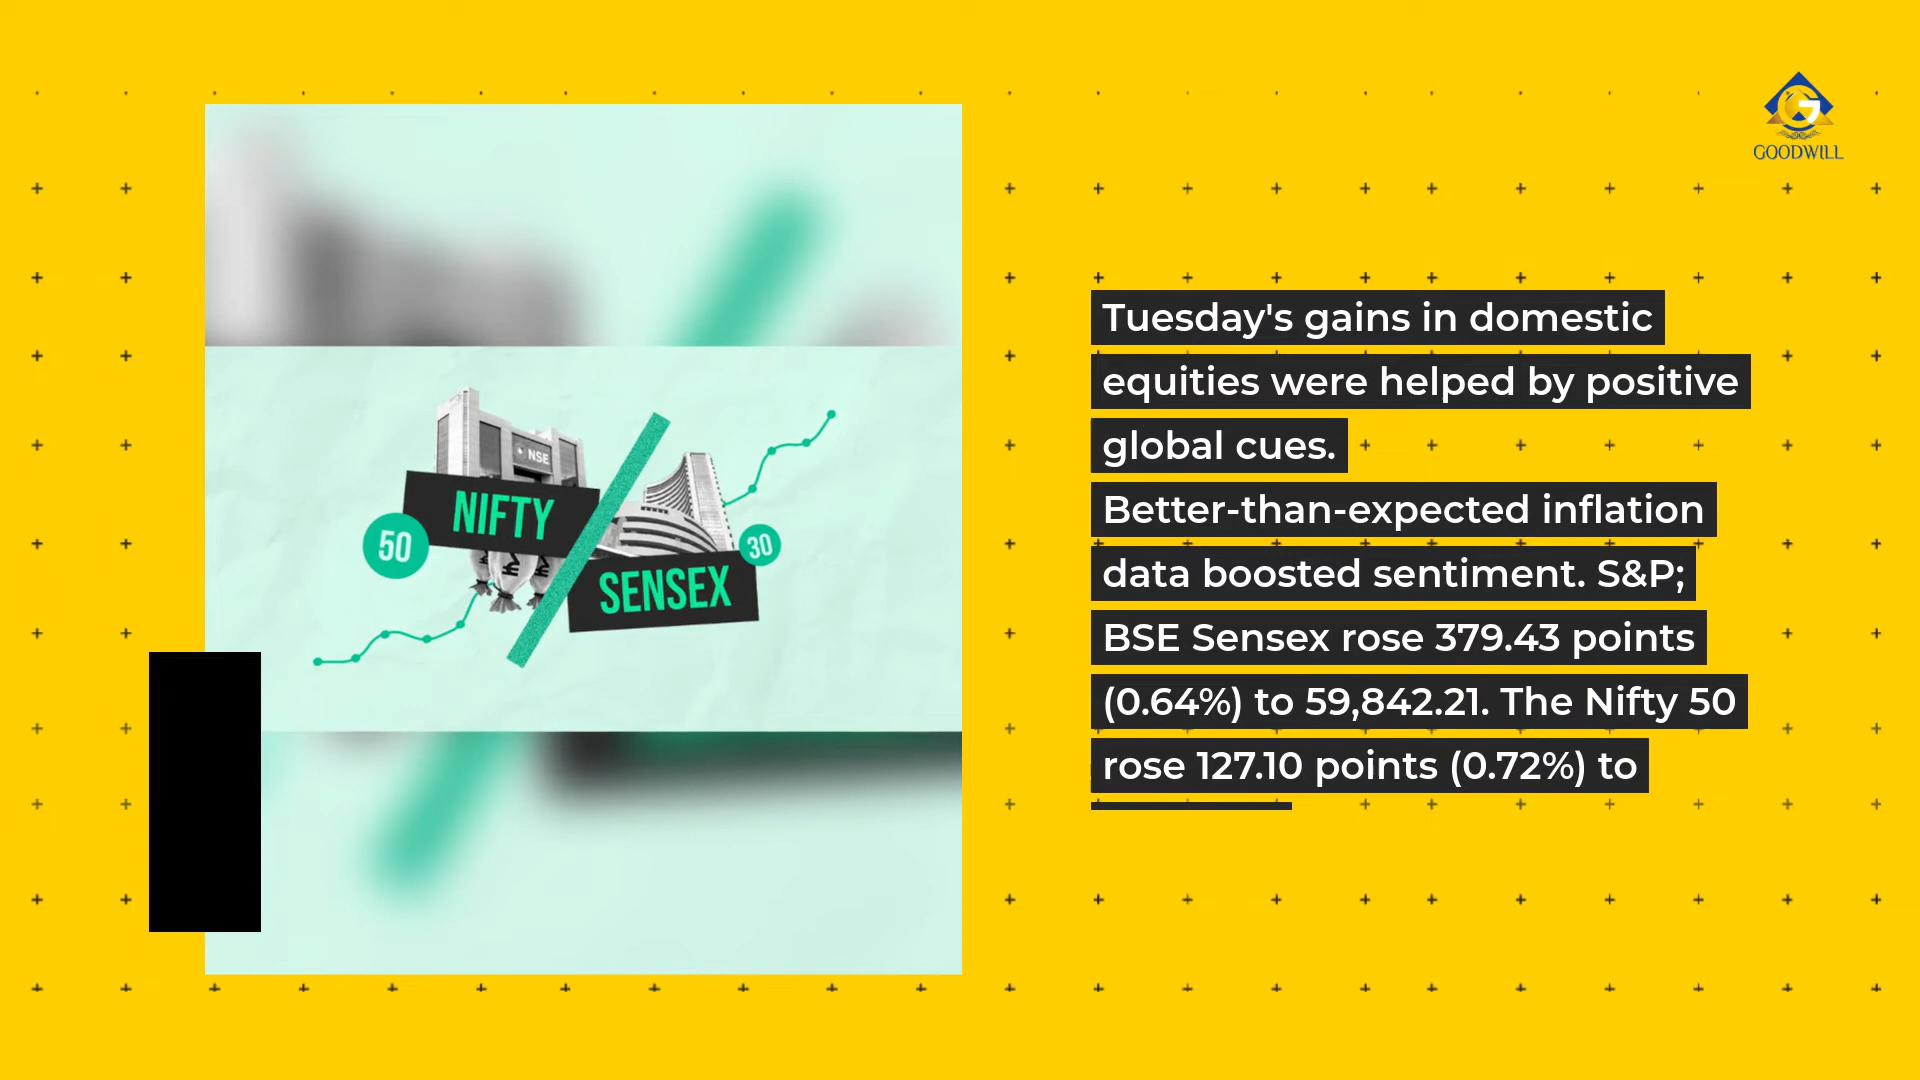 GOODWILL
NSE
NIFTY
50
30
SENSEX
Tuesday's gains in domestic
equities were helped by positive
global cues.
Better-than-expected inflation
data boosted sentiment. S&P;
BSE Sensex rose 379.43 points
(0.64%) to 59,842.21. The Nifty 50
rose 127.10 points (0.72%) to